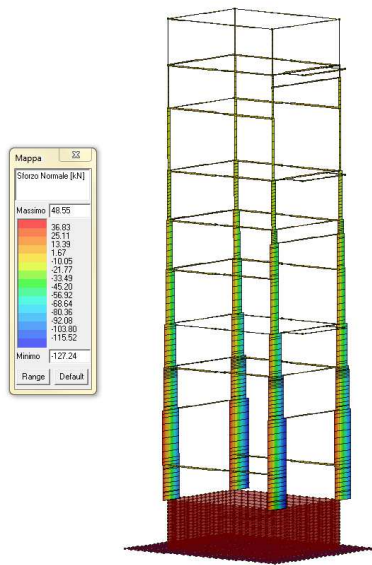 Mappa
Sforzo Normale [kN]
Massimo 48.55
36.83
25.11
13.39
1.67
-10.05
-21.77
-33.49
-45.20
-56.92
-68.64
-80.36
-92.08
-103.80
-115.52
Minimo -127.24
Range Default